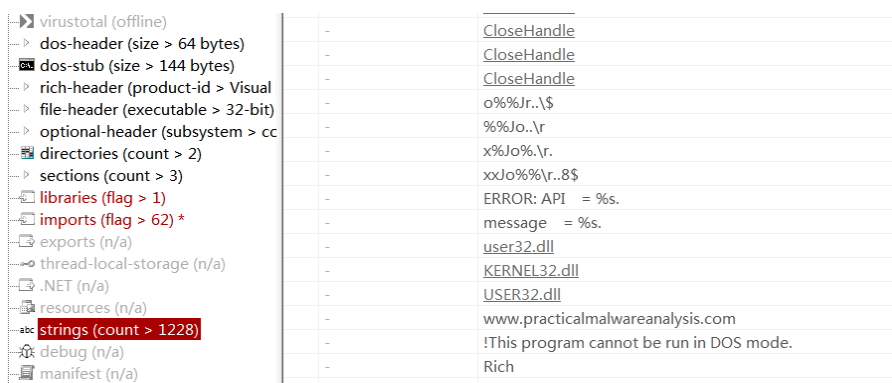 virustotal (offline)
dos-header (size > 64 bytes)
dos-stub (size > 144 bytes)
rich-header (product-id > Visual
file-header (executable > 32-bit)
optional-header (subsystem > cc
directories (count > 2)
sections (count > 3)
libraries (flag > 1)
imports (flag > 62) *
exports (n/a)
thread-local-storage (n/a)
.NET (n/a)
resources (n/a)
abc strings (count > 1228)
debug (n/a)
manifest (n/a)
- CloseHandle
- CloseHandle
- CloseHandle
- o%%Jr..\$
- %%Jo..\r
- x%Jo%.\r.
- xxJo%%\r..8$
- ERROR: API    = %s.
- message    = %s.
- user32.dll
- KERNEL32.dll
- USER32.dll
- www.practicalmalwareanalysis.com
- !This program cannot be run in DOS mode.
- Rich